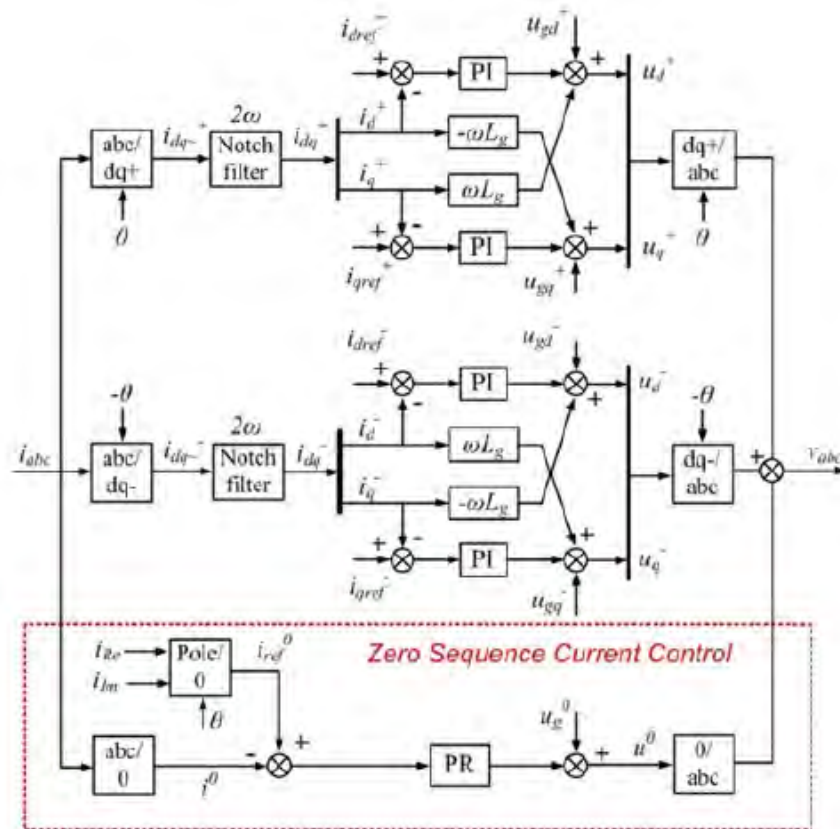 i_dref^-
u_gd^+
+
PI
+
u_d^+
-
2ω
i_d^+
-ωL_g
abc/
dq+
i_dq~^+
Notch
filter
i_dq^+
dq+/
abc
i_q^+
ωL_g
θ
θ
-
+
+
PI
u_q^+
i_qref^+
u_gq^+
i_dref^-
u_gd^-
+
PI
u_d^-
-
+
-θ
-θ
2ω
i_d^-
ωL_g
i_abc
abc/
dq-
i_dq~^-
Notch
filter
i_dq^-
dq-/
abc
+
v_abc
i_q^-
-ωL_g
-
+
+
PI
u_q^-
i_qref^-
u_gq^-
i_Re
i_Im
Pole/
0
i_ref^0
Zero Sequence Current Control
θ
u_g^0
abc/
0
-
+
PR
+
u^0
0/
abc
i^0